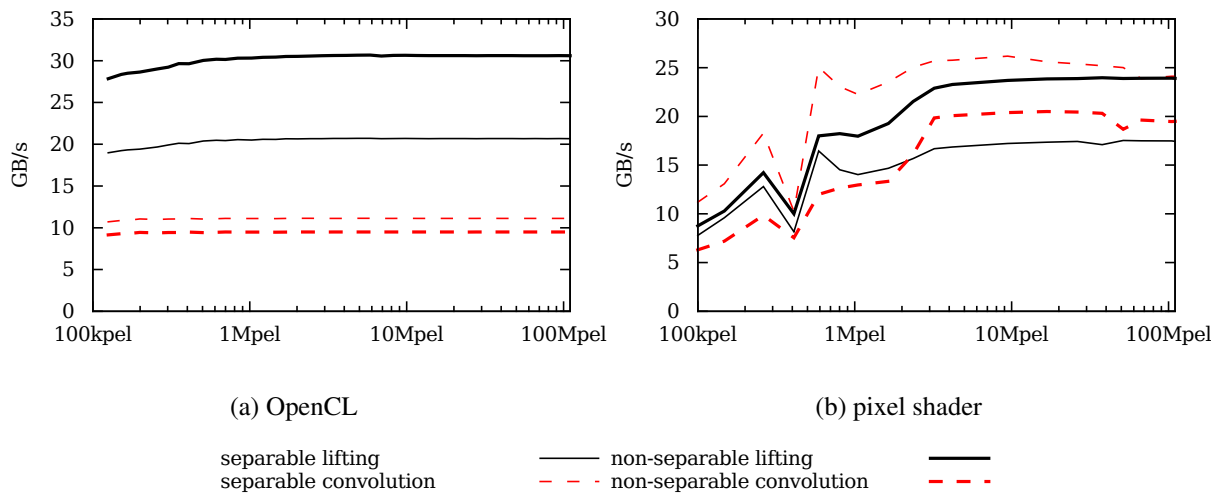 35
30
25
20
15
10
5
0
GB/s
100kpel
1Mpel
10Mpel
100Mpel
(a) OpenCL
30
25
20
15
10
5
0
GB/s
100kpel
1Mpel
10Mpel
100Mpel
(b) pixel shader
separable lifting non-separable lifting
separable convolution non-separable convolution